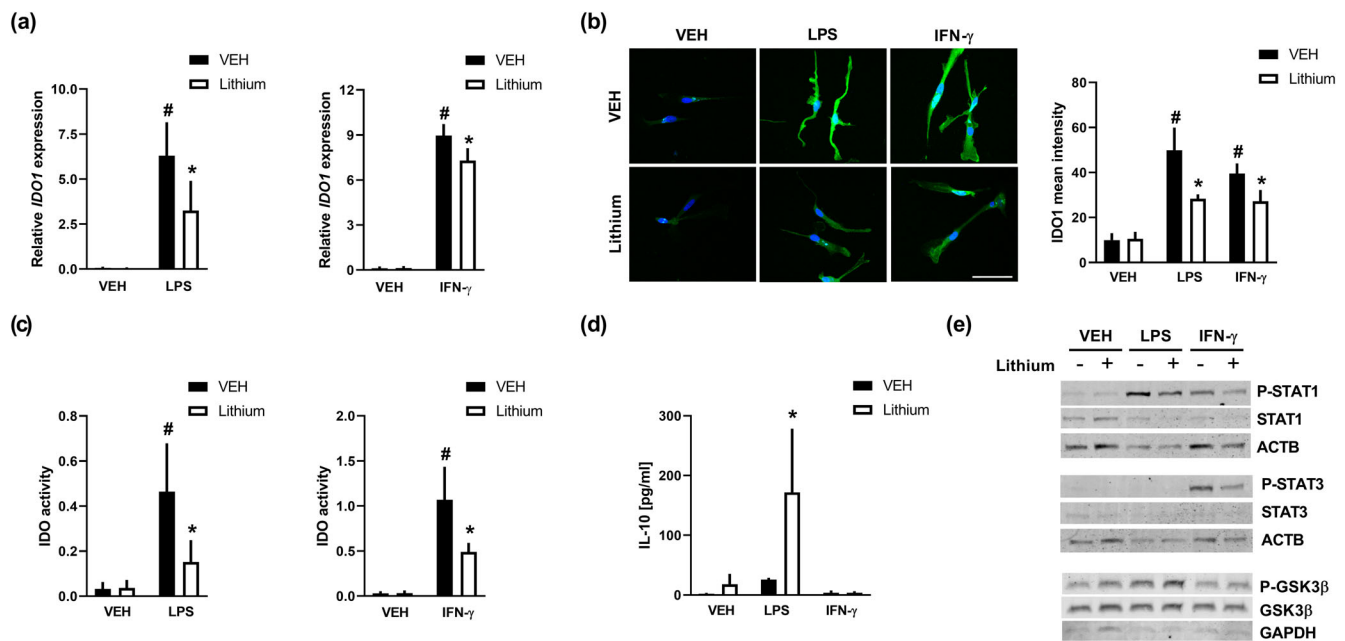 (a)
VEH
Lithium
Relative IDO1 expression
10.0
7.5
5.0
2.5
0.0
#
*
VEH
LPS
VEH
Lithium
Relative IDO1 expression
12
9
6
3
0
#
*
VEH
IFN-γ
(b)
VEH
LPS
IFN-γ
VEH
Lithium
VEH
Lithium
IDO1 mean intensity
80
60
40
20
0
#
*
#
*
VEH
LPS
IFN-γ
(c)
VEH
Lithium
IDO activity
0.8
0.6
0.4
0.2
0.0
#
*
VEH
LPS
VEH
Lithium
IDO activity
2.0
1.5
1.0
0.5
0.0
#
*
VEH
IFN-γ
(d)
VEH
Lithium
IL-10 [pg/ml]
300
200
100
0
*
VEH
LPS
IFN-γ
(e)
VEH LPS IFN-γ
Lithium - + - + - +
P-STAT1
STAT1
ACTB
P-STAT3
STAT3
ACTB
P-GSK3β
GSK3β
GAPDH